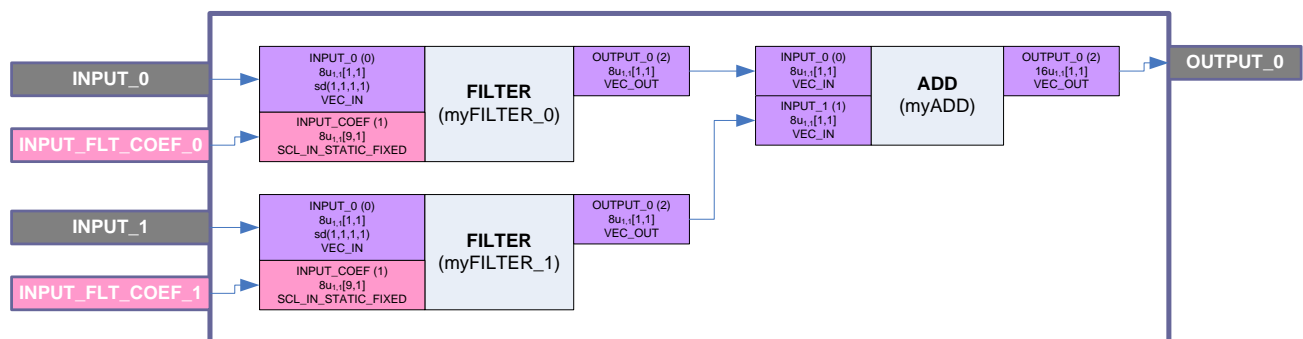 INPUT_0
INPUT_FLT_COEF_0
INPUT_1
INPUT_FLT_COEF_1
INPUT_0 (0)
8u1,1[1,1]
sd(1,1,1,1)
VEC_IN
INPUT_COEF (1)
8u1,1[9,1]
SCL_IN_STATIC_FIXED
FILTER
(myFILTER_0)
OUTPUT_0 (2)
8u1,1[1,1]
VEC_OUT
INPUT_0 (0)
8u1,1[1,1]
sd(1,1,1,1)
VEC_IN
INPUT_COEF (1)
8u1,1[9,1]
SCL_IN_STATIC_FIXED
FILTER
(myFILTER_1)
OUTPUT_0 (2)
8u1,1[1,1]
VEC_OUT
INPUT_0 (0)
8u1,1[1,1]
VEC_IN
INPUT_1 (1)
8u1,1[1,1]
VEC_IN
ADD
(myADD)
OUTPUT_0 (2)
16u1,1[1,1]
VEC_OUT
OUTPUT_0